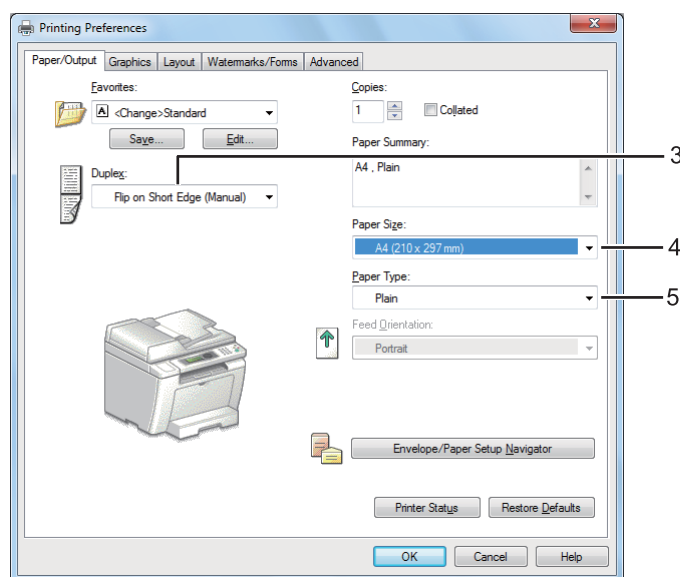 Printing Preferences
Paper/Output Graphics Layout Watermarks/Forms Advanced
Favorites:
A <Change>Standard
Save... Edit...
Duplex:
Flip on Short Edge (Manual)
Copies:
1 Collated
Paper Summary:
A4 , Plain
3
Paper Size:
A4 (210 x 297 mm)
4
Paper Type:
Plain
5
Feed Orientation:
Portrait
Envelope/Paper Setup Navigator
Printer Status Restore Defaults
OK Cancel Help